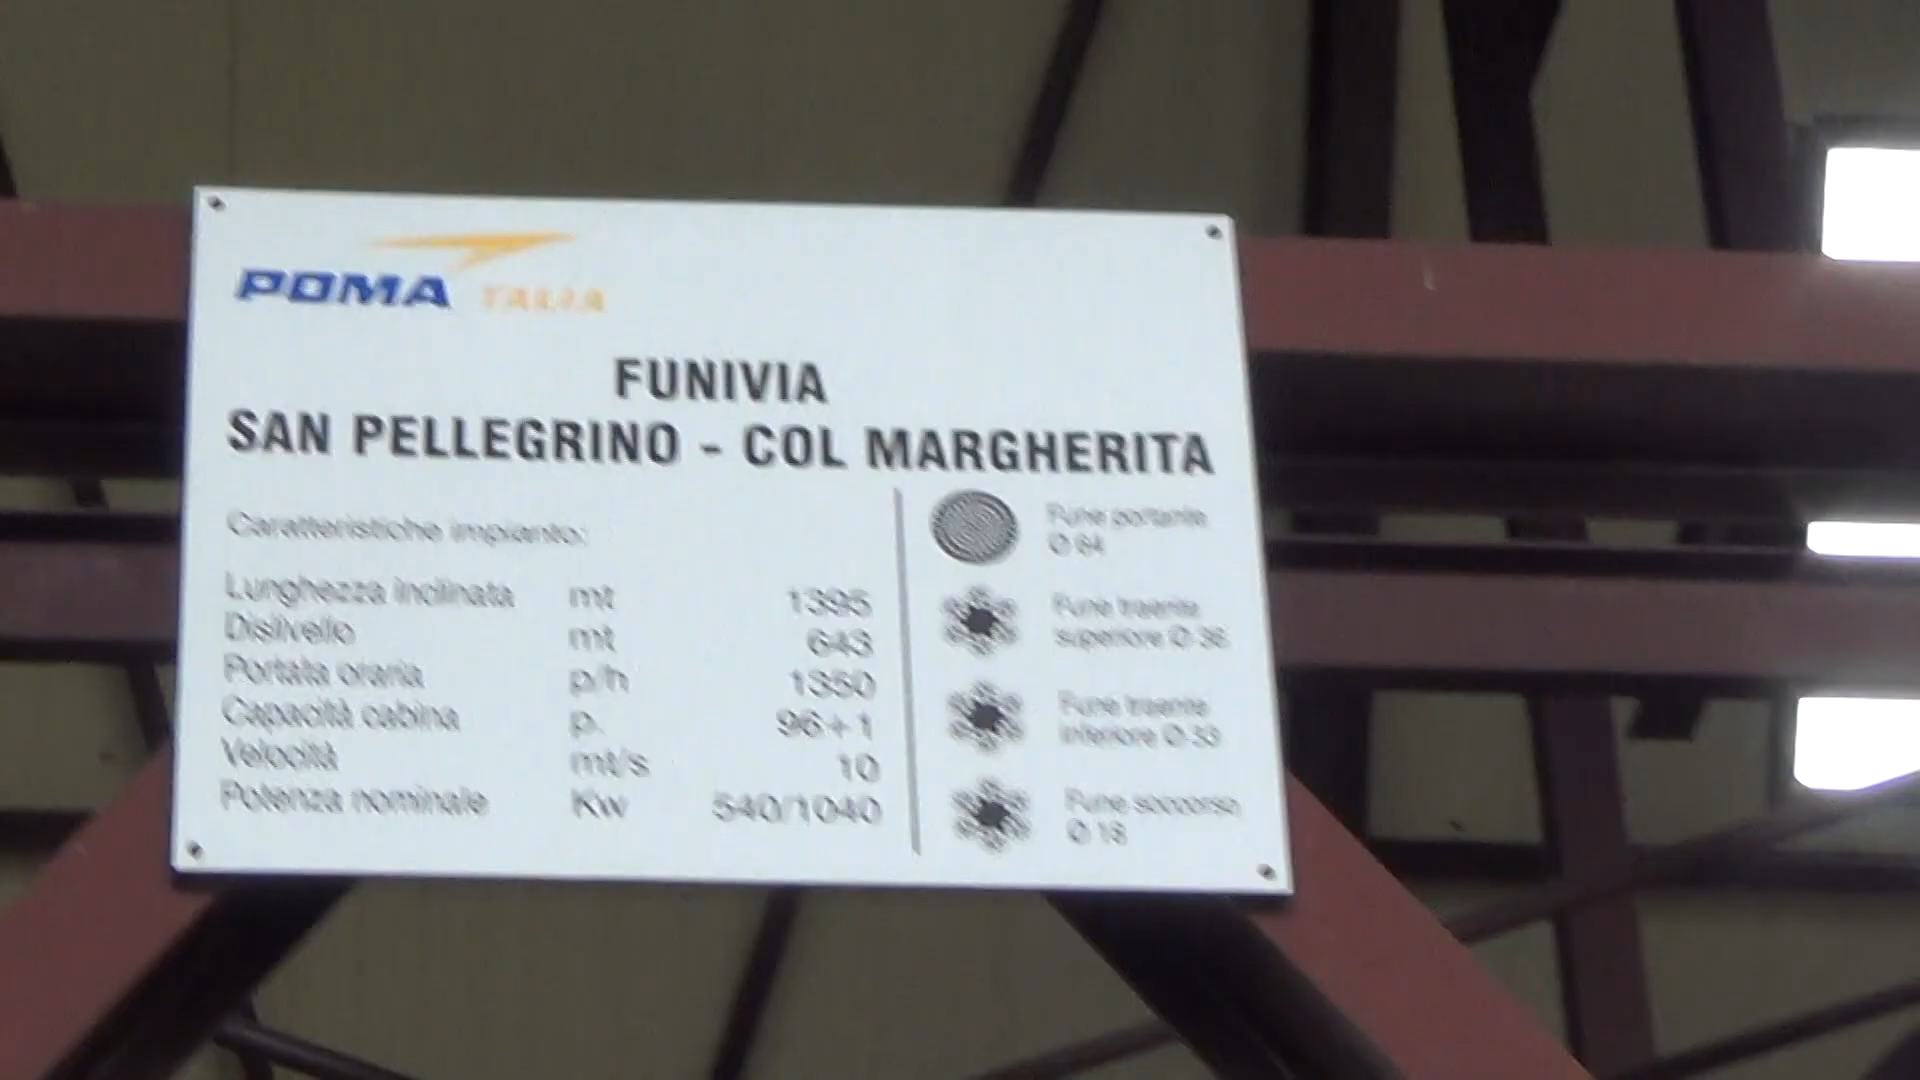 POMA ITALIA
FUNIVIA
SAN PELLEGRINO - COL MARGHERITA
Caratteristiche impianto:
Lunghezza inclinata mt 1395
Dislivello mt 643
Portata oraria p/h 1350
Capacità cabina p. 96+1
Velocità mt/s 10
Potenza nominale Kw 540/1040
Fune portante
Ø 64
Fune traente
superiore Ø 36
Fune traente
inferiore Ø 33
Fune soccorso
Ø 18